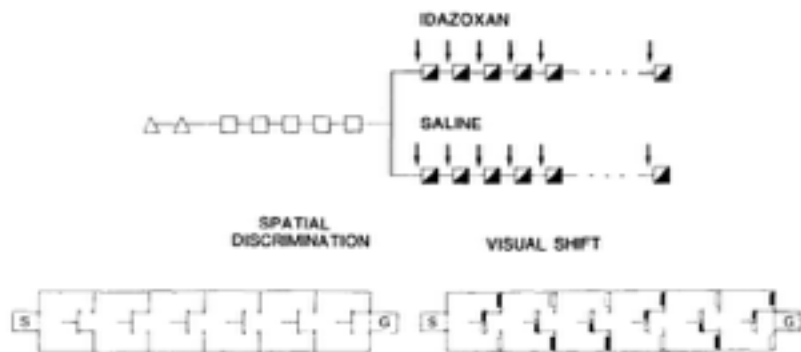 IDAZOXAN
SALINE
SPATIAL
DISCRIMINATION
VISUAL SHIFT
S
G
S
G